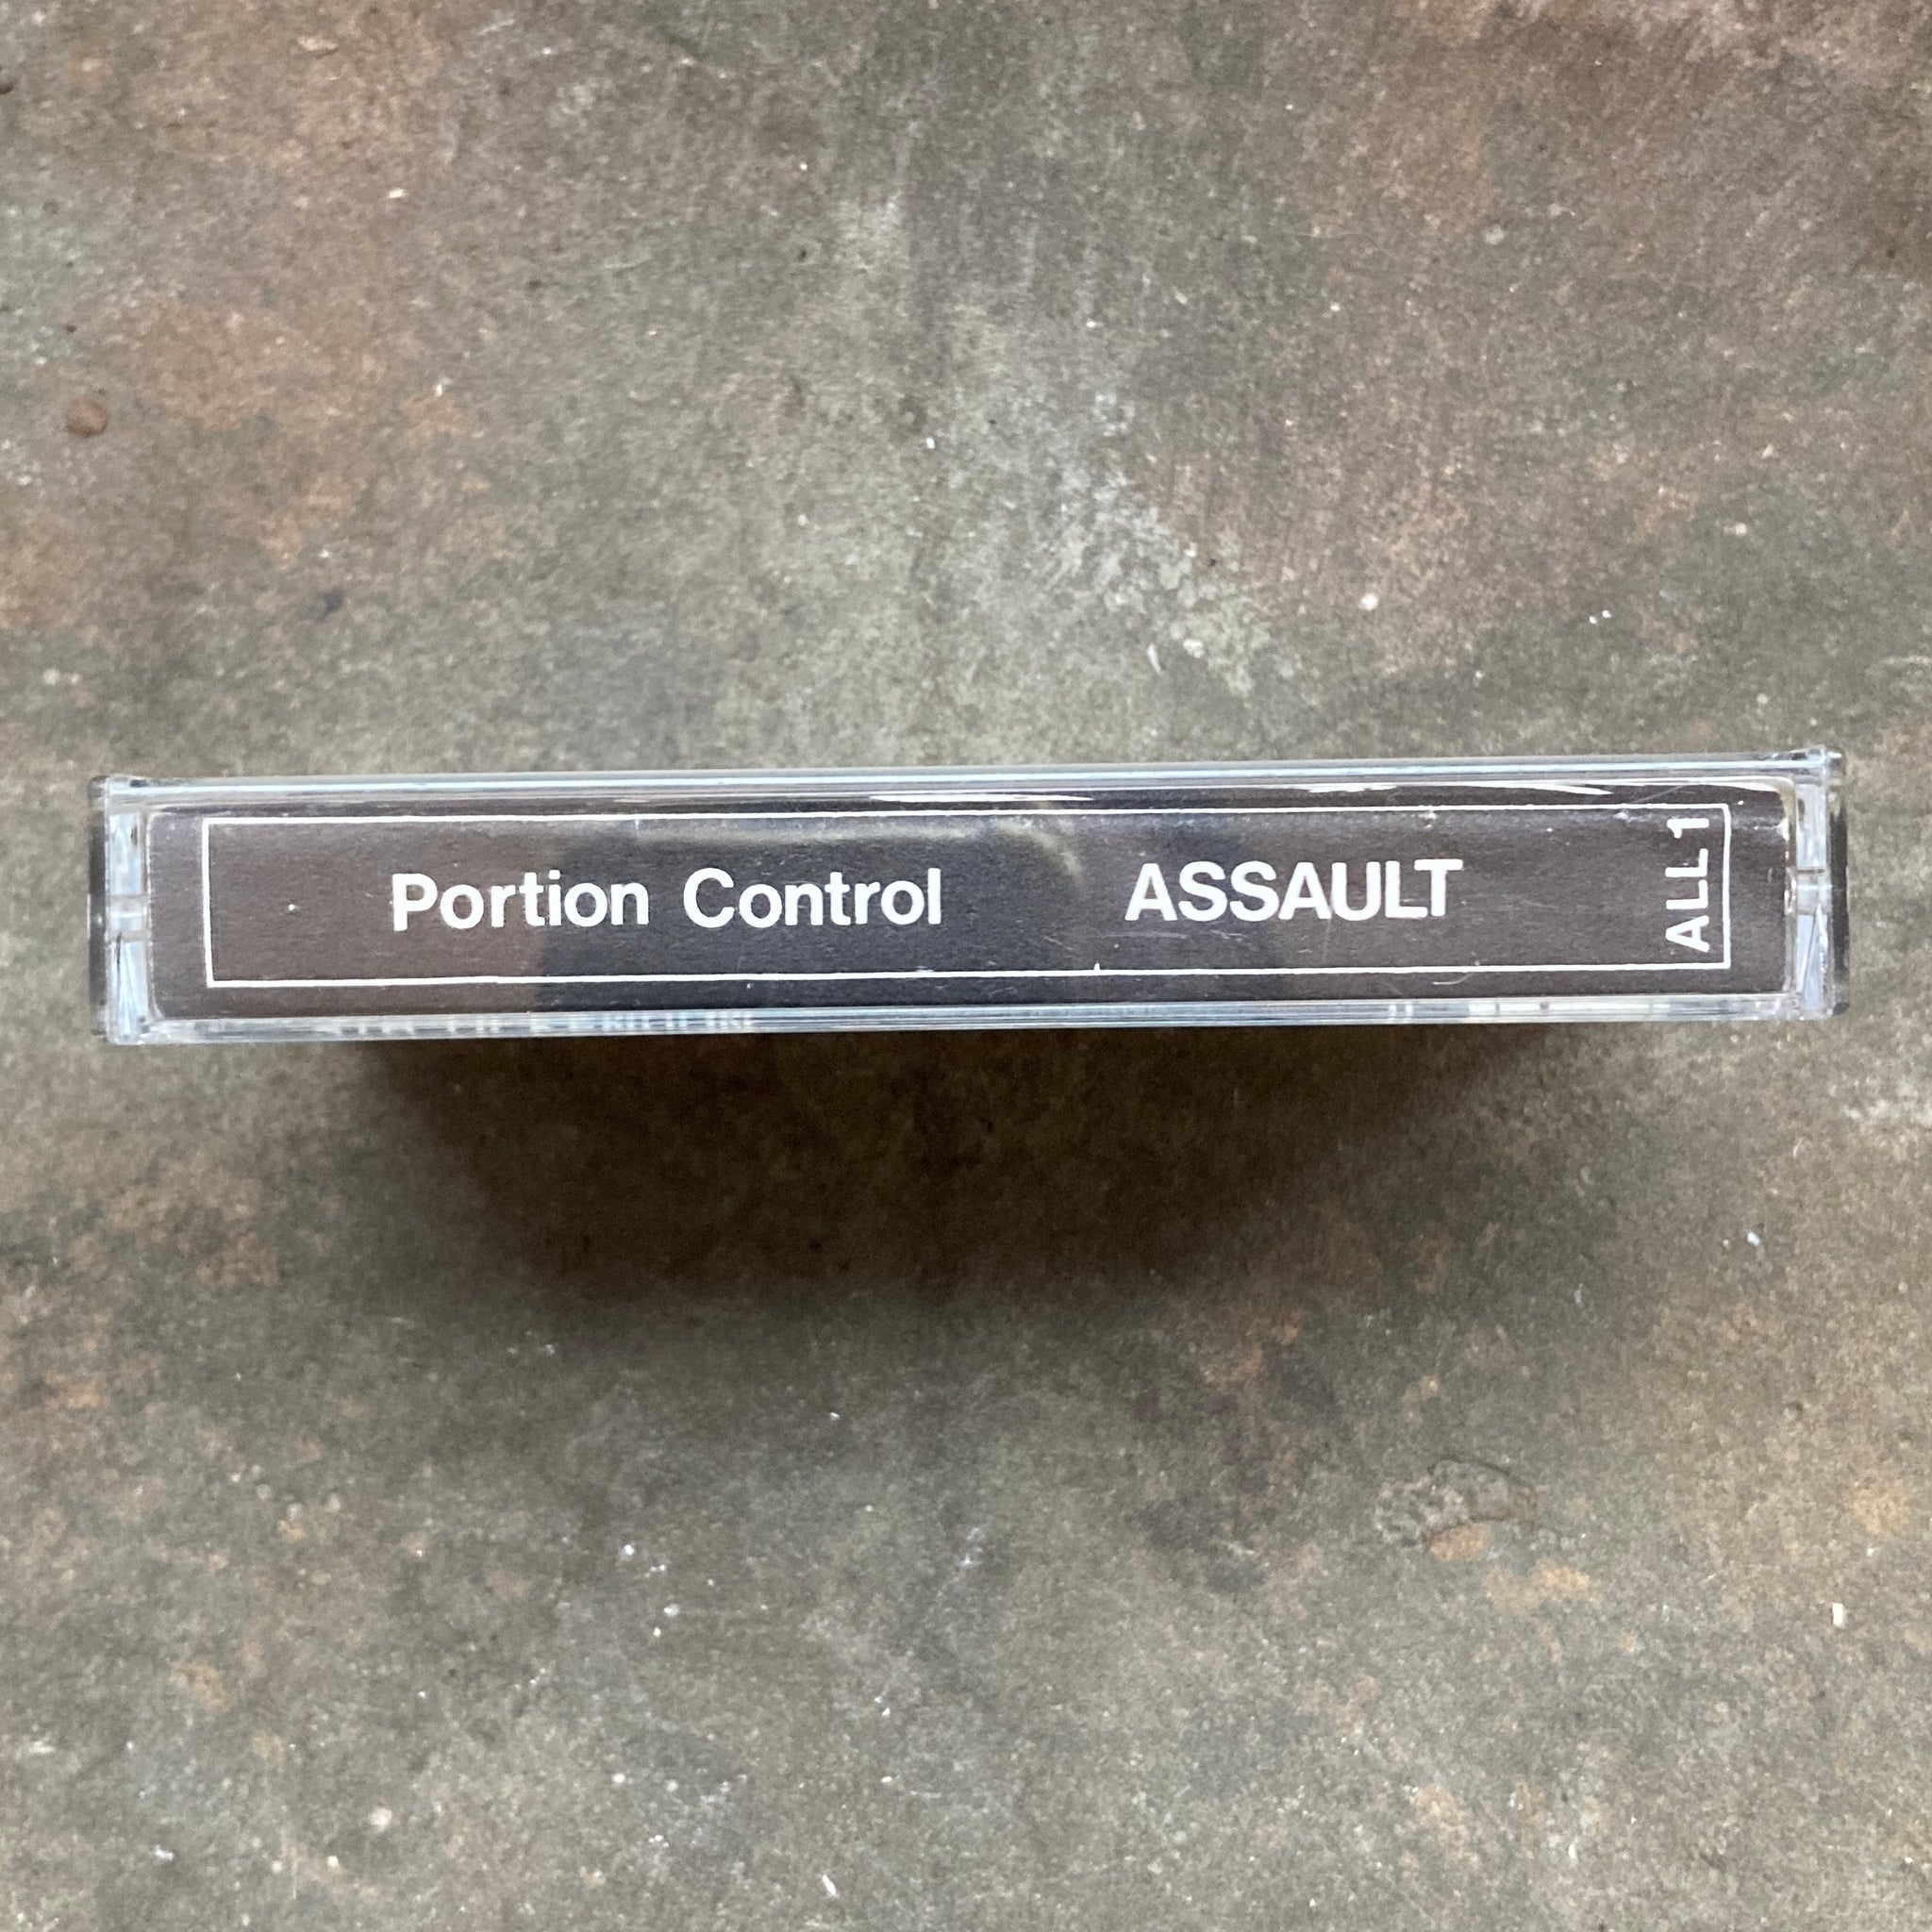 Portion Control ASSAULT
ALL 1